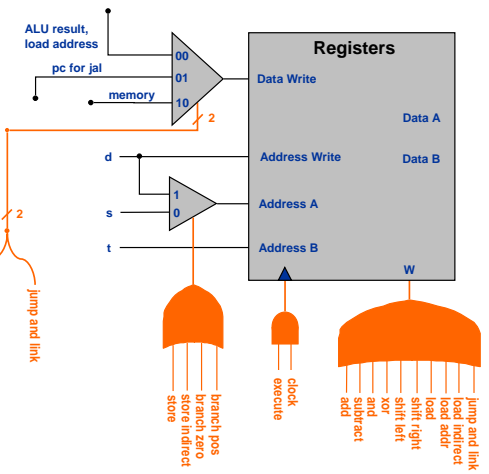 ALU result,
load address
pc for jal
memory
00
01
10
2
Registers
Data Write
Data A
Data B
Address Write
Address A
Address B
W
d
s
t
1
0
2
jump and link
store
store indirect
branch zero
branch pos
execute
clock
add
subtract
and
xor
shift left
shift right
load
load addr
load indirect
jump and link